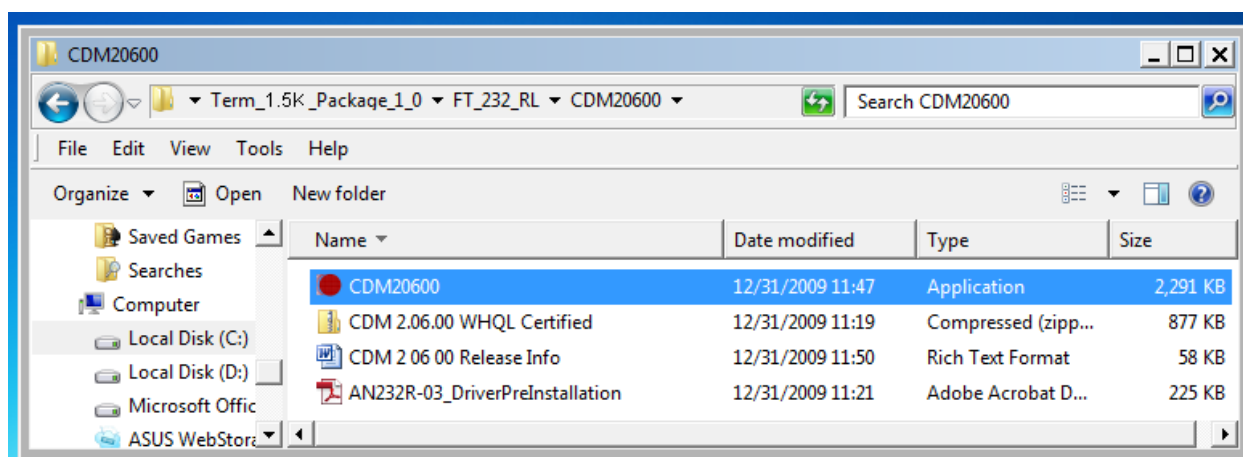 CDM20600
Term_1.5K_Package_1_0 FT_232_RL CDM20600 Search CDM20600
File Edit View Tools Help
Organize Open New folder
Saved Games Name Date modified Type Size
Searches CDM20600 12/31/2009 11:47 Application 2,291 KB
Computer CDM 2.06.00 WHQL Certified 12/31/2009 11:19 Compressed (zipp... 877 KB
Local Disk (C:) CDM 2 06 00 Release Info 12/31/2009 11:50 Rich Text Format 58 KB
Local Disk (D:) AN232R-03_DriverPreInstallation 12/31/2009 11:21 Adobe Acrobat D... 225 KB
Microsoft Offic
ASUS WebStora